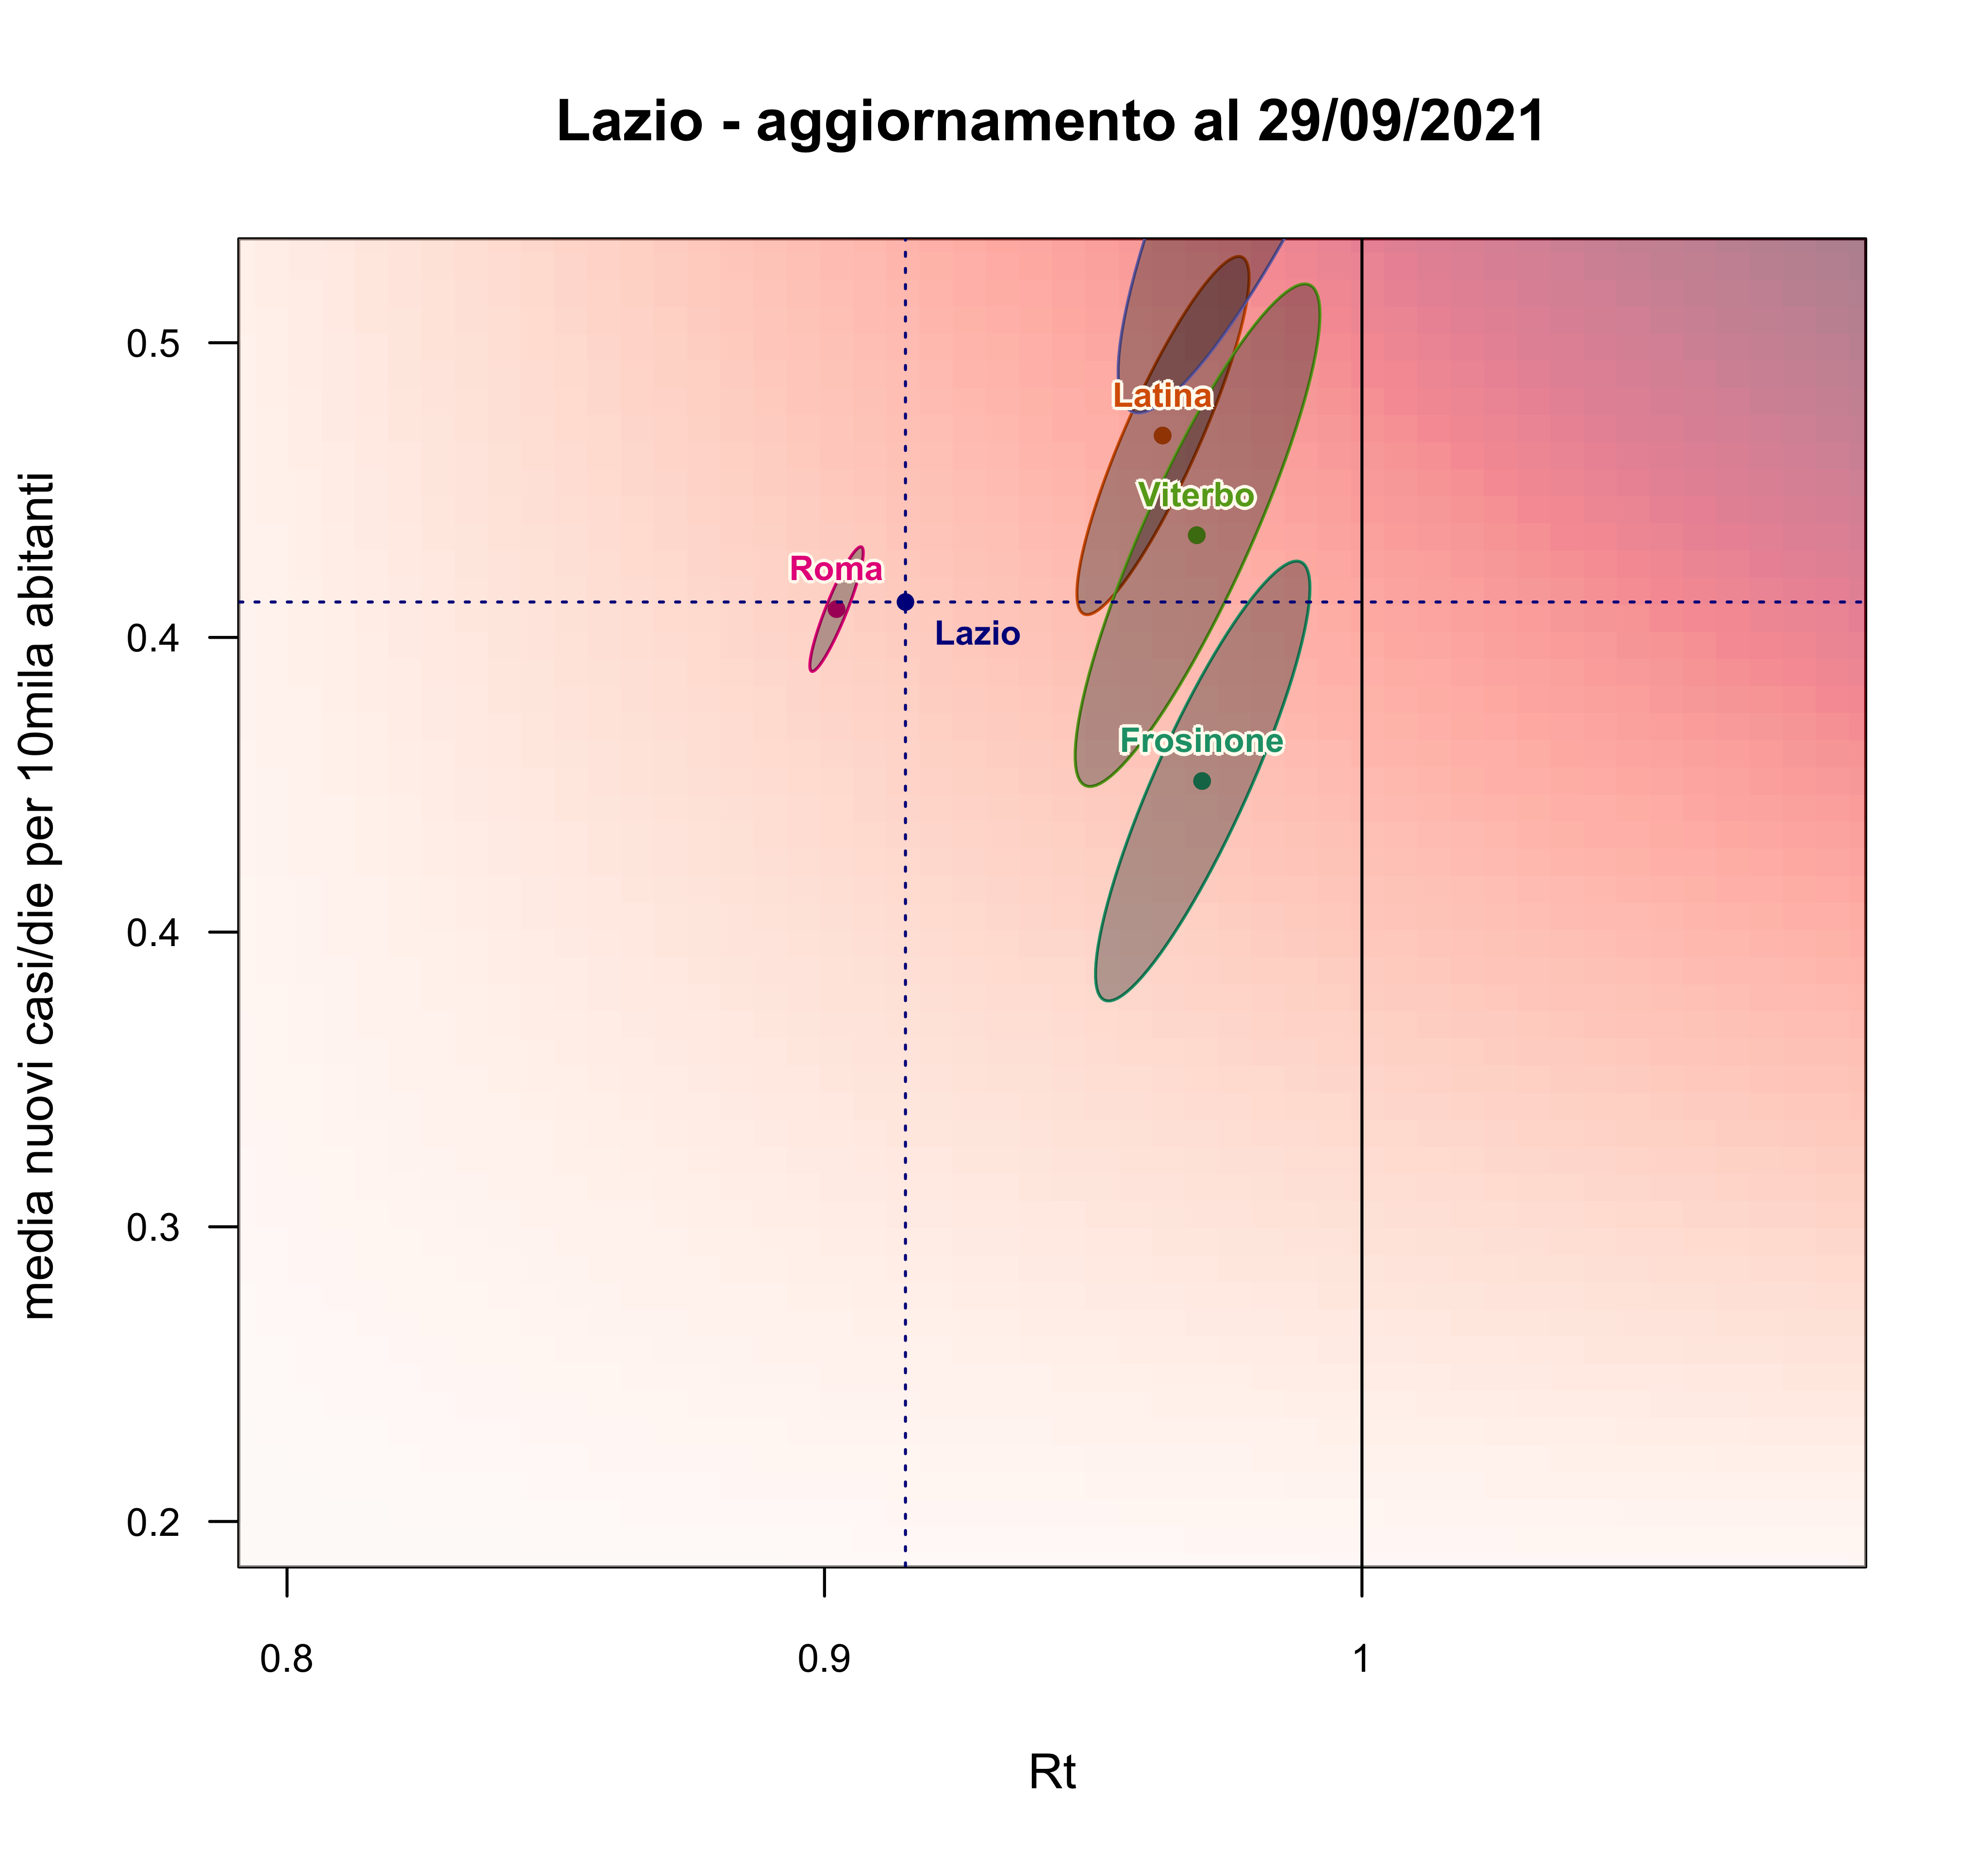 Lazio - aggiornamento al 29/09/2021
media nuovi casi/die per 10mila abitanti
0.5
0.4
0.4
0.3
0.2
Latina
Viterbo
Roma
Lazio
Frosinone
0.8
0.9
1
Rt